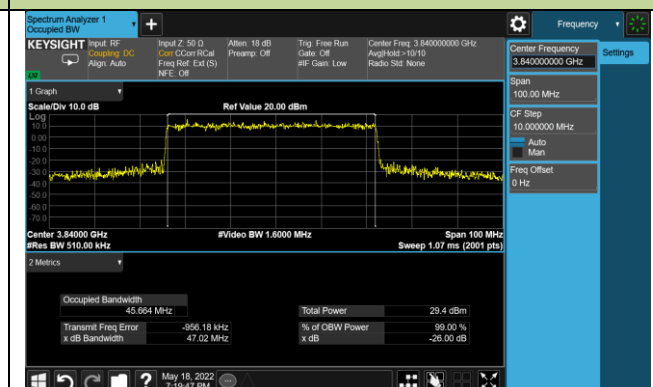 Spectrum Analyzer 1
Occupied BW
+
Frequency
KEYSIGHT Input: RF Input Z: 50 Ω Atten: 18 dB Trig: Free Run Center Freq: 3.840000000 GHz
Coupling: DC Corr CCorr RCal Preamp: Off Gate: Off Avg|Hold:>10/10
Align: Auto Freq Ref: Ext (S) #IF Gain: Low Radio Std: None
NFE: Off
Center Frequency
3.840000000 GHz
Settings
Span
100.00 MHz
CF Step
10.000000 MHz
Auto
Man
Freq Offset
0 Hz
1 Graph
Scale/Div 10.0 dB Ref Value 20.00 dBm
Log
10.0
0.00
-10.0
-20.0
-30.0
-40.0
-50.0
-60.0
-70.0
Center 3.84000 GHz #Video BW 1.6000 MHz Span 100 MHz
#Res BW 510.00 kHz Sweep 1.07 ms (2001 pts)
2 Metrics
Occupied Bandwidth
45.664 MHz Total Power 29.4 dBm
Transmit Freq Error -956.18 kHz % of OBW Power 99.00 %
x dB Bandwidth 47.02 MHz x dB -26.00 dB
? May 18, 2022
7:19:47 PM